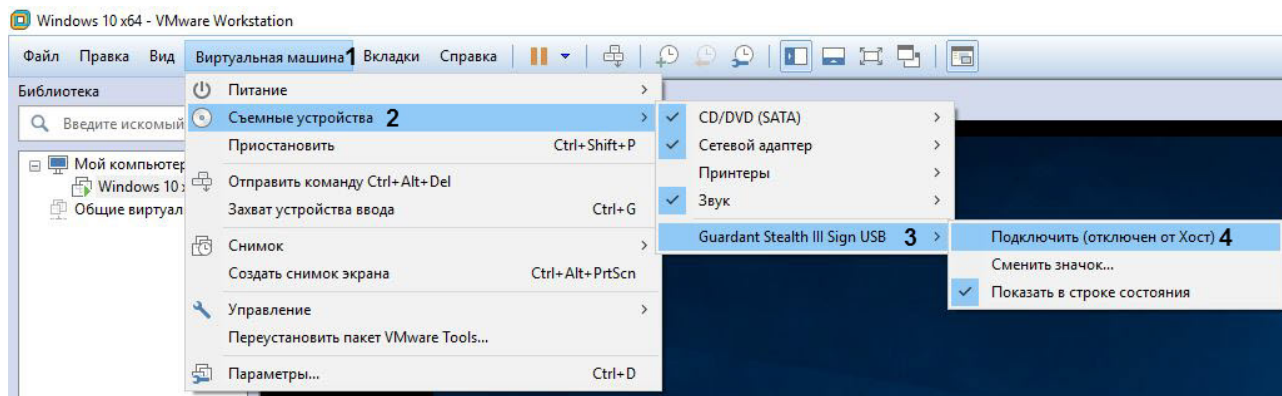 Windows 10 x64 - VMware Workstation
Файл Правка Вид Виртуальная машина 1 Вкладки Справка
Библиотека
Введите искомый
Мой компьютер
Windows 10 x
Общие виртуал
Питание
Съемные устройства 2
Приостановить Ctrl+Shift+P
Отправить команду Ctrl+Alt+Del
Захват устройства ввода Ctrl+G
Снимок
Создать снимок экрана Ctrl+Alt+PrtScn
Управление
Переустановить пакет VMware Tools...
Параметры... Ctrl+D
CD/DVD (SATA)
Сетевой адаптер
Принтеры
Звук
Guardant Stealth III Sign USB 3
Подключить (отключен от Хост) 4
Сменить значок...
Показать в строке состояния